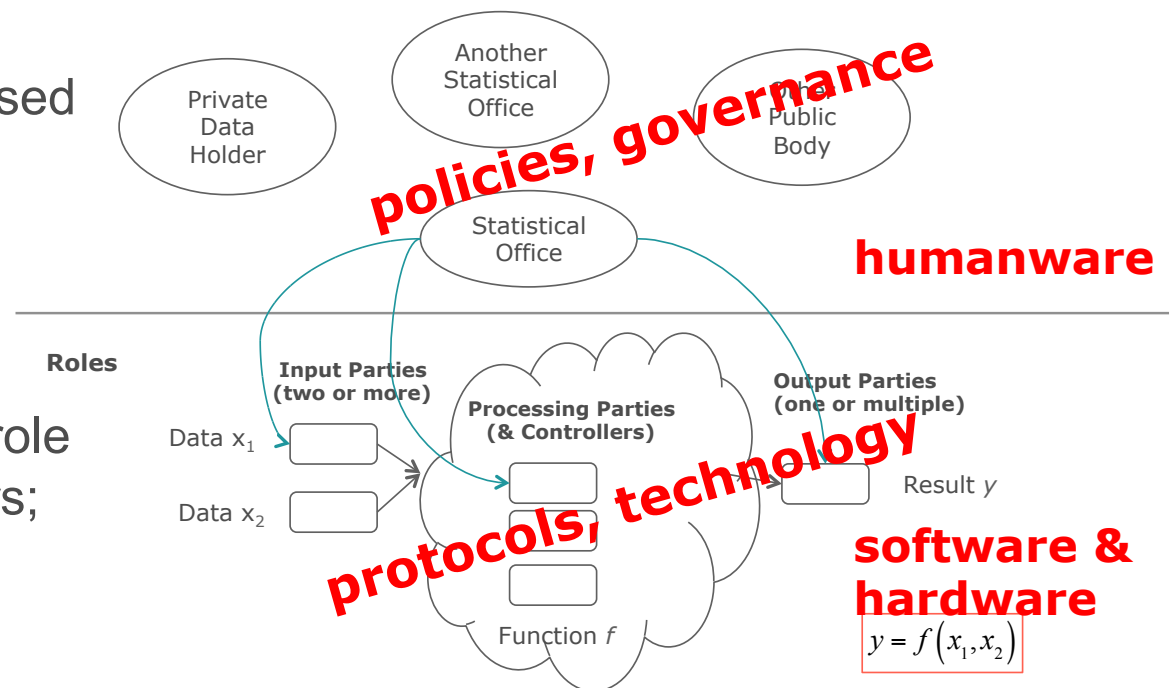 sed
Private
Data
Holder
Another
Statistical
Office
Other
Public
Body
policies, governance
Statistical
Office
humanware
Roles
Input Parties
(two or more)
Processing Parties
(& Controllers)
Output Parties
(one or multiple)
role
s;
Data x₁
Data x₂
Result y
protocols, technology
software &
hardware
Function f
y = f(x₁, x₂)